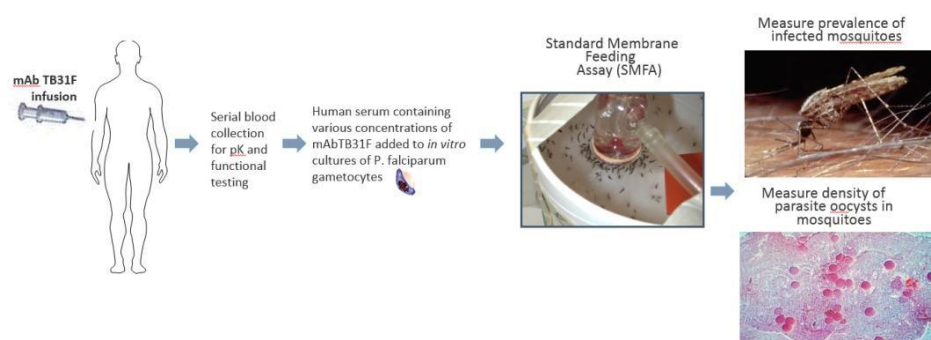 mAb TB31F
infusion
Serial blood
collection
for pK and
functional
testing
Human serum containing
various concentrations of
mAbTB31F added to in vitro
cultures of P. falciparum
gametocytes
Standard Membrane
Feeding
Assay (SMFA)
Measure prevalence of
infected mosquitoes
Measure density of
parasite oocysts in
mosquitoes